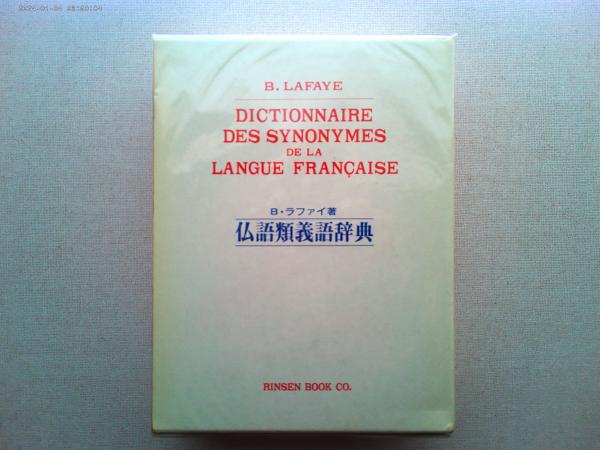 B. LAFAYE
DICTIONNAIRE
DES SYNONYMES
DE LA
LANGUE FRANÇAISE
B・ラファイ著
仏語類義語辞典
RINSEN BOOK CO.